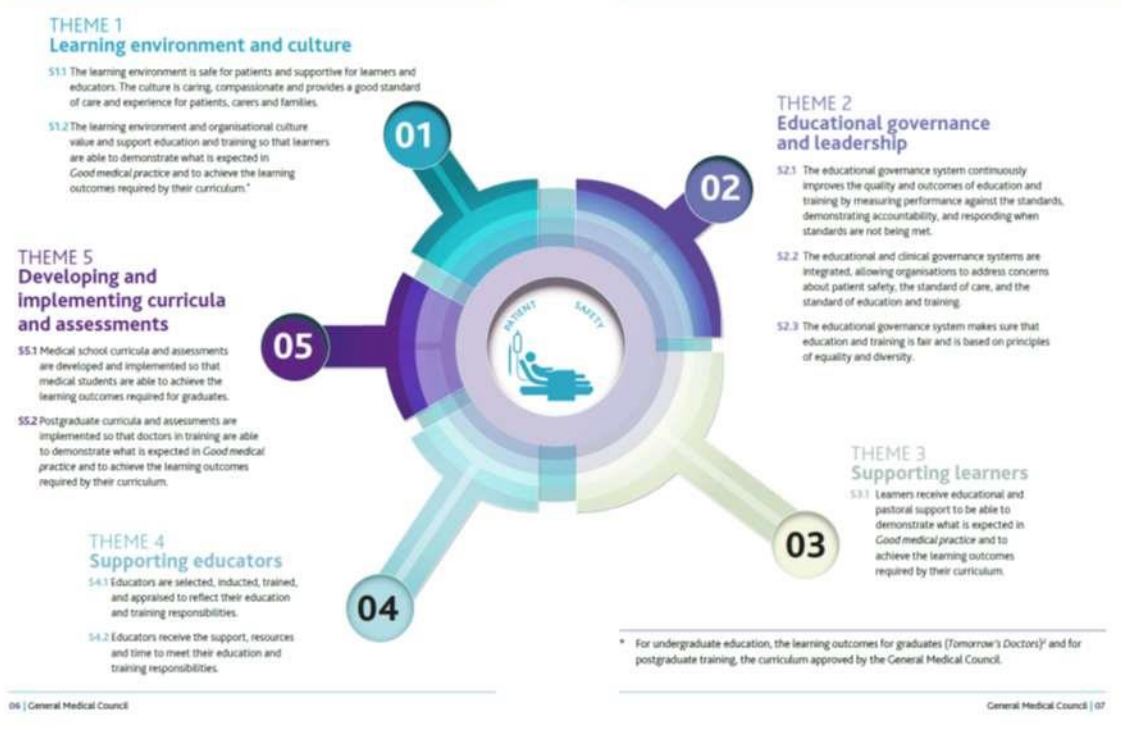 THEME 1
Learning environment and culture
S1.1 The learning environment is safe for patients and supportive for learners and
educators. The culture is caring, compassionate and provides a good standard
of care and experience for patients, carers and families.
S1.2 The learning environment and organisational culture
value and support education and training so that learners
are able to demonstrate what is expected in
Good medical practice and to achieve the learning
outcomes required by their curriculum.*
01
THEME 2
Educational governance
and leadership
S2.1 The educational governance system continuously
improves the quality and outcomes of education and
training by measuring performance against the standards,
demonstrating accountability, and responding when
standards are not being met.
S2.2 The educational and clinical governance systems are
integrated, allowing organisations to address concerns
about patient safety, the standard of care, and the
standard of education and training.
S2.3 The educational governance system makes sure that
education and training is fair and is based on principles
of equality and diversity.
02
THEME 5
Developing and
implementing curricula
and assessments
S5.1 Medical school curricula and assessments
are developed and implemented so that
medical students are able to achieve the
learning outcomes required for graduates.
S5.2 Postgraduate curricula and assessments are
implemented so that doctors in training are able
to demonstrate what is expected in Good medical
practice and to achieve the learning outcomes
required by their curriculum.
05
PATIENT SAFETY
THEME 3
Supporting learners
S3.1 Learners receive educational and
pastoral support to be able to
demonstrate what is expected in
Good medical practice and to
achieve the learning outcomes
required by their curriculum.
03
THEME 4
Supporting educators
S4.1 Educators are selected, inducted, trained,
and appraised to reflect their education
and training responsibilities.
S4.2 Educators receive the support, resources
and time to meet their education and
training responsibilities.
04
* For undergraduate education, the learning outcomes for graduates (Tomorrow's Doctors)² and for
postgraduate training, the curriculum approved by the General Medical Council.
06 | General Medical Council
General Medical Council | 07